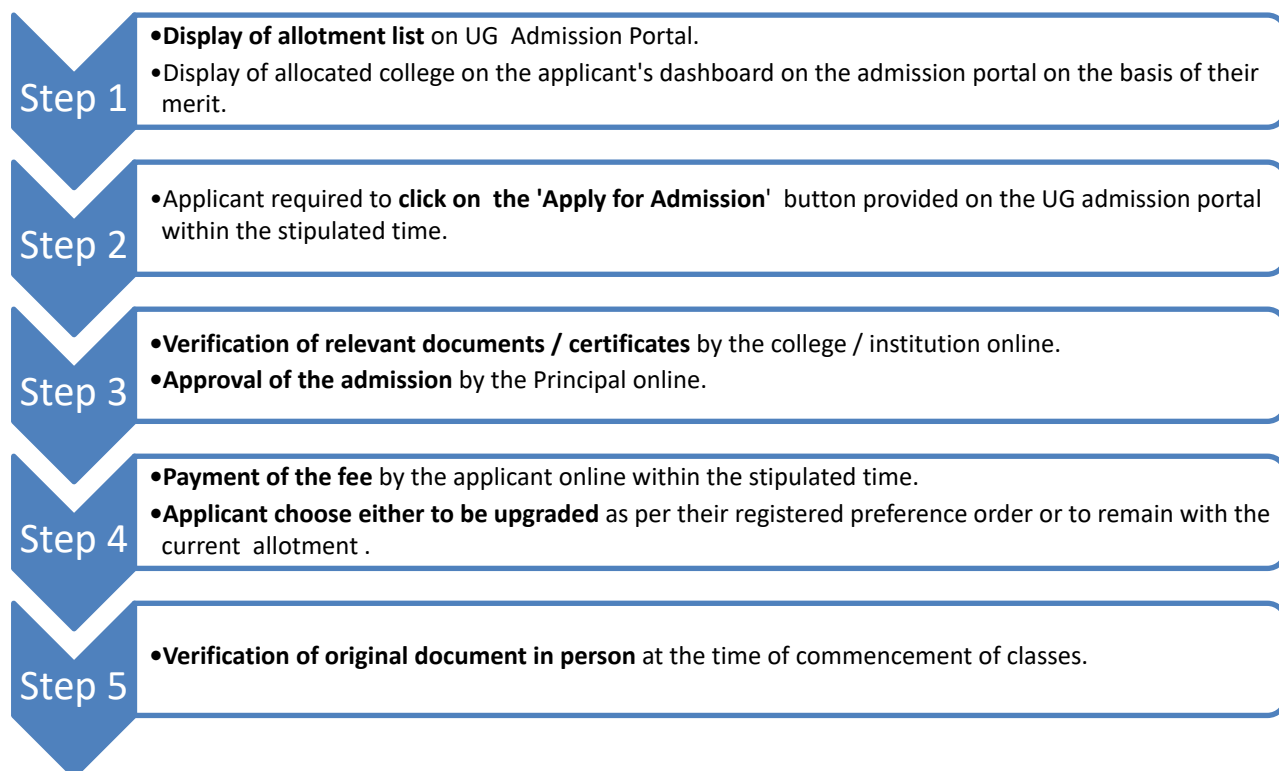 Step 1
•Display of allotment list on UG  Admission Portal.
•Display of allocated college on the applicant's dashboard on the admission portal on the basis of their
merit.
Step 2
•Applicant required to click on  the 'Apply for Admission'  button provided on the UG admission portal
within the stipulated time.
Step 3
•Verification of relevant documents / certificates by the college / institution online.
•Approval of the admission by the Principal online.
Step 4
•Payment of the fee by the applicant online within the stipulated time.
•Applicant choose either to be upgraded as per their registered preference order or to remain with the
current  allotment .
Step 5
•Verification of original document in person at the time of commencement of classes.